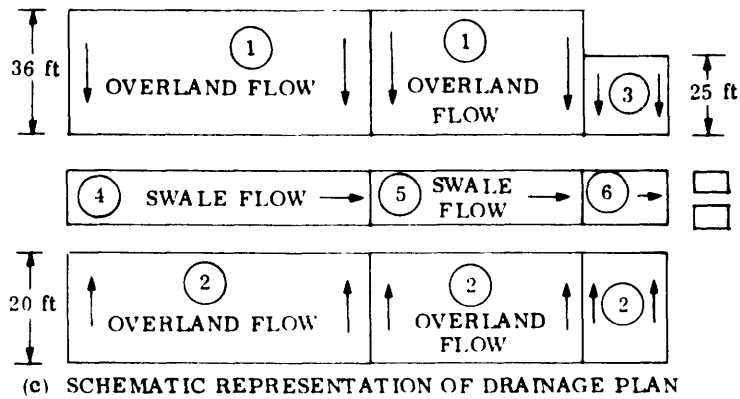 36 ft
1
OVERLAND FLOW
1
OVERLAND
FLOW
3
25 ft
4 SWALE FLOW
5 SWALE
FLOW
6
20 ft
2
OVERLAND FLOW
2
OVERLAND
FLOW
2
(c) SCHEMATIC REPRESENTATION OF DRAINAGE PLAN